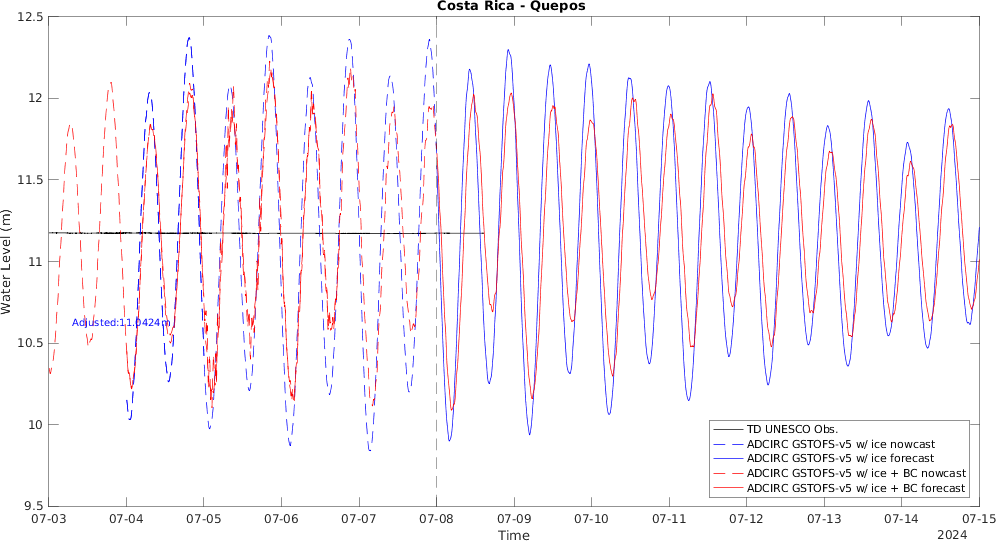 Costa Rica - Quepos
12.5
12
11.5
11
10.5
10
9.5
Water Level (m)
Adjusted:11.0424m
TD UNESCO Obs.
ADCIRC GSTOFS-v5 w/ ice nowcast
ADCIRC GSTOFS-v5 w/ ice forecast
ADCIRC GSTOFS-v5 w/ ice + BC nowcast
ADCIRC GSTOFS-v5 w/ ice + BC forecast
07-03 07-04 07-05 07-06 07-07 07-08 07-09 07-10 07-11 07-12 07-13 07-14 07-15
Time
2024